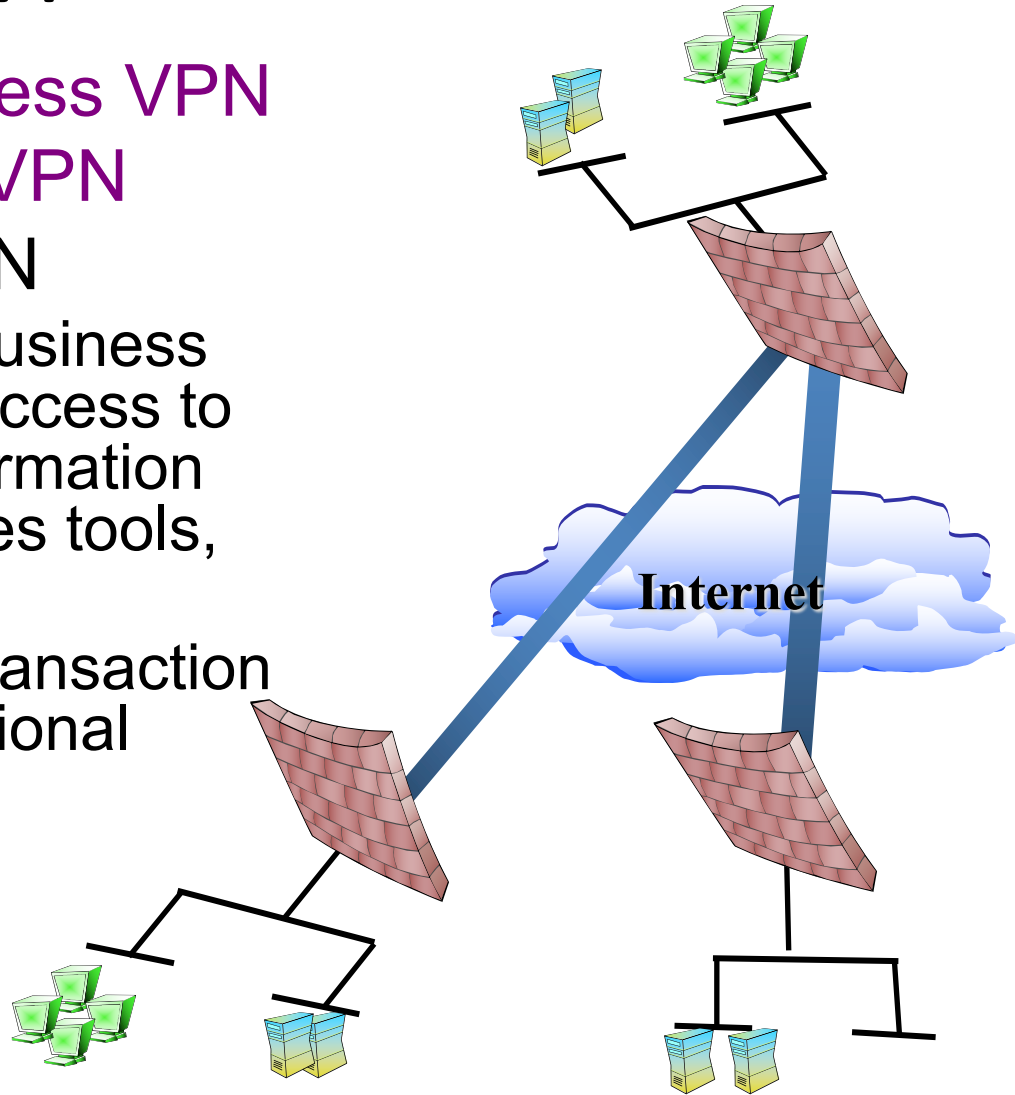 ess VPN
VPN
N
usiness
ccess to
rmation
es tools,
Internet
ansaction
ional